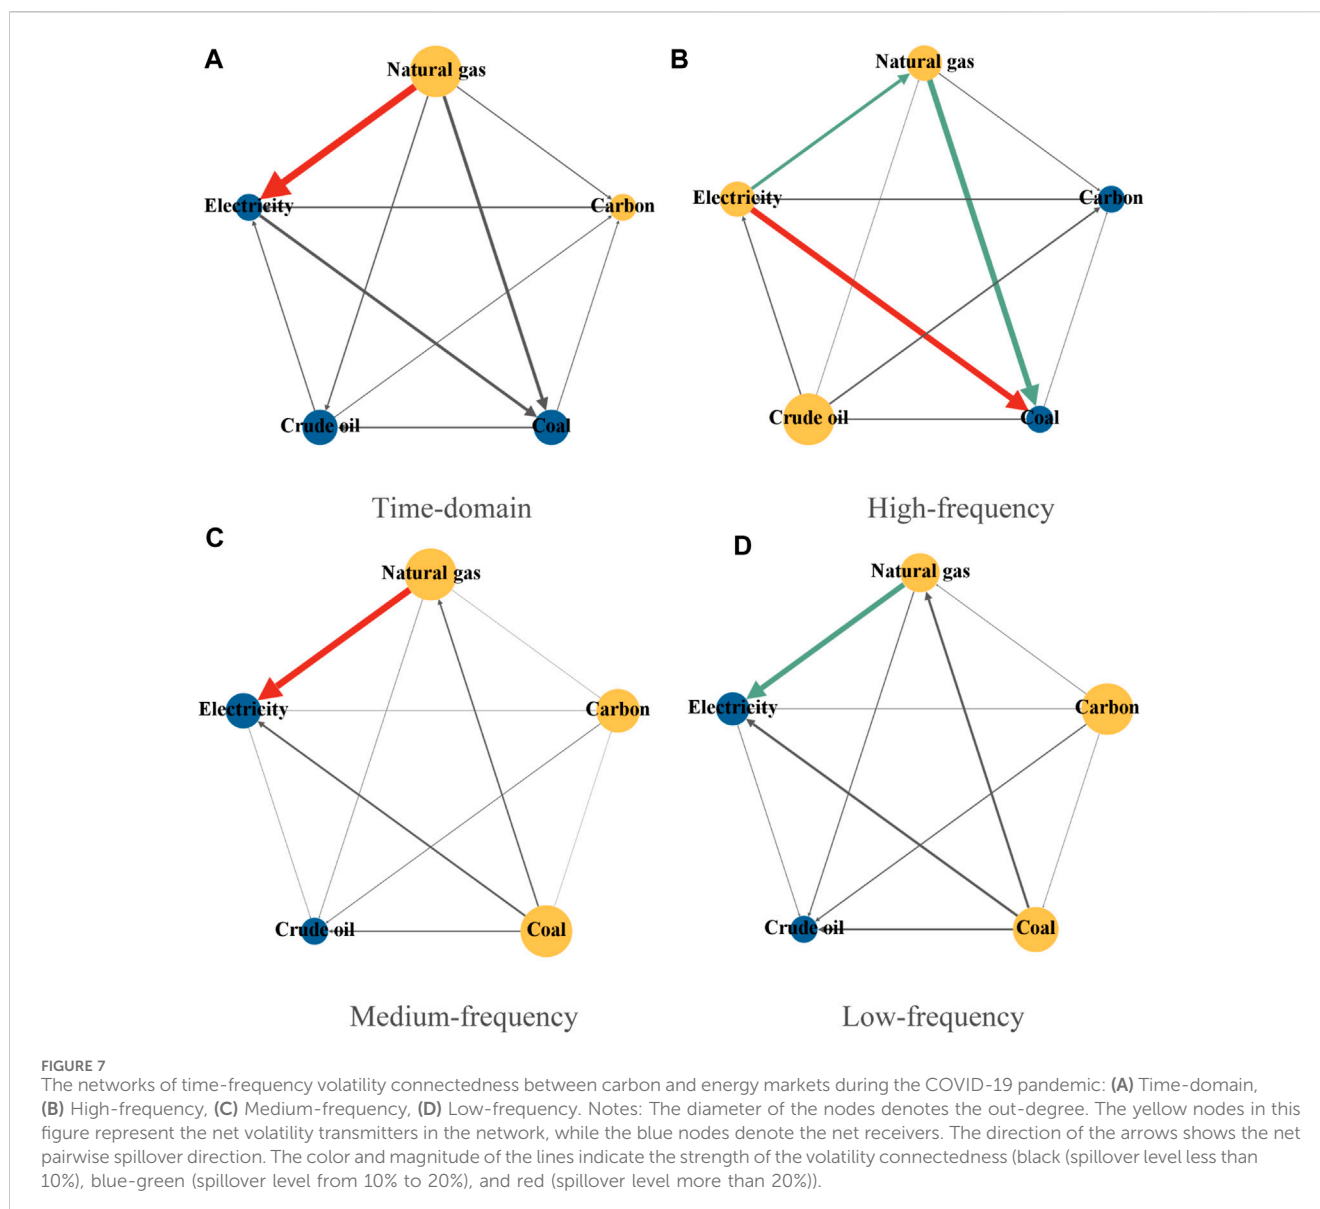 A
Natural gas
Electricity
Carbon
Crude oil
Coal
Time-domain
B
Natural gas
Electricity
Carbon
Crude oil
Coal
High-frequency
C
Natural gas
Electricity
Carbon
Crude oil
Coal
Medium-frequency
D
Natural gas
Electricity
Carbon
Crude oil
Coal
Low-frequency
FIGURE 7
The networks of time-frequency volatility connectedness between carbon and energy markets during the COVID-19 pandemic: (A) Time-domain,
(B) High-frequency, (C) Medium-frequency, (D) Low-frequency. Notes: The diameter of the nodes denotes the out-degree. The yellow nodes in this
figure represent the net volatility transmitters in the network, while the blue nodes denote the net receivers. The direction of the arrows shows the net
pairwise spillover direction. The color and magnitude of the lines indicate the strength of the volatility connectedness (black (spillover level less than
10%), blue-green (spillover level from 10% to 20%), and red (spillover level more than 20%)).